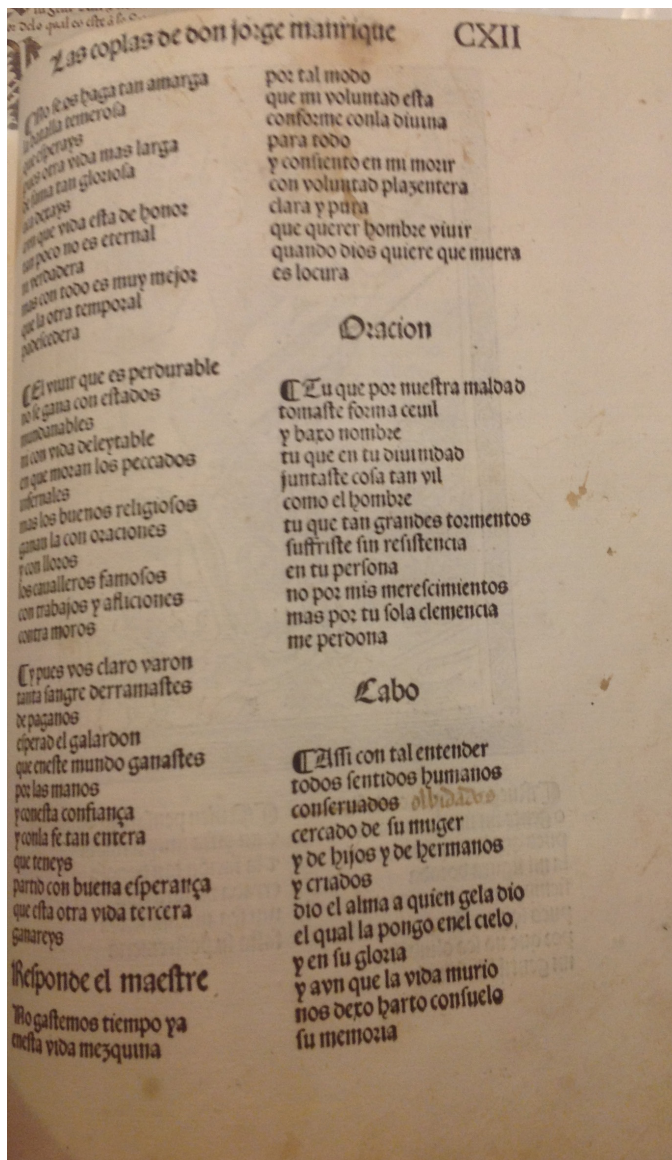 Las coplas de don jorge manrique CXII
No se os haga tan amarga
la batalla temerosa
que esperays
pues otra vida mas larga
de fama tan gloriosa
aca dexays
aun que vida esta de honor
tan poco no es eternal
ni verdadera
mas con todo es muy mejor
que la otra temporal
padescedera
¶ El viuir que es perdurable
no se gana con estados
mundanables
ni con vida deleytable
en que moran los peccados
infernales
mas los buenos religiosos
ganan la con oraciones
y con lloros
los caualleros famosos
con trabajos y afliciones
contra moros
¶ y pues vos claro varon
tanta sangre derramastes
de paganos
esperad el galardon
que eneste mundo ganastes
por las manos
y conesta confiança
y conla fe tan entera
que teneys
partid con buena esperança
que esta otra vida tercera
ganareys
Responde el maestre
No gastemos tiempo ya
enesta vida mezquina
por tal modo
que mi voluntad esta
conforme conla diuina
para todo
y consiento en mi morir
con voluntad plazentera
clara y pura
que querer hombre viuir
quando dios quiere que muera
es locura
Oracion
¶ Tu que por nuestra maldad
tomaste forma ceuil
y baxo nombre
tu que en tu diuinidad
juntaste cosa tan vil
como el hombre
tu que tan grandes tormentos
suffriste sin resistencia
en tu persona
no por mis merescimientos
mas por tu sola clemencia
me perdona
Cabo
¶ Assi con tal entender
todos sentidos humanos
conseruados olbidados
cercado de su muger
y de hijos y de hermanos
y criados
dio el alma a quien gela dio
el qual la pongo enel cielo
y en su gloria
y avn que la vida murio
nos dexo harto consuelo
su memoria